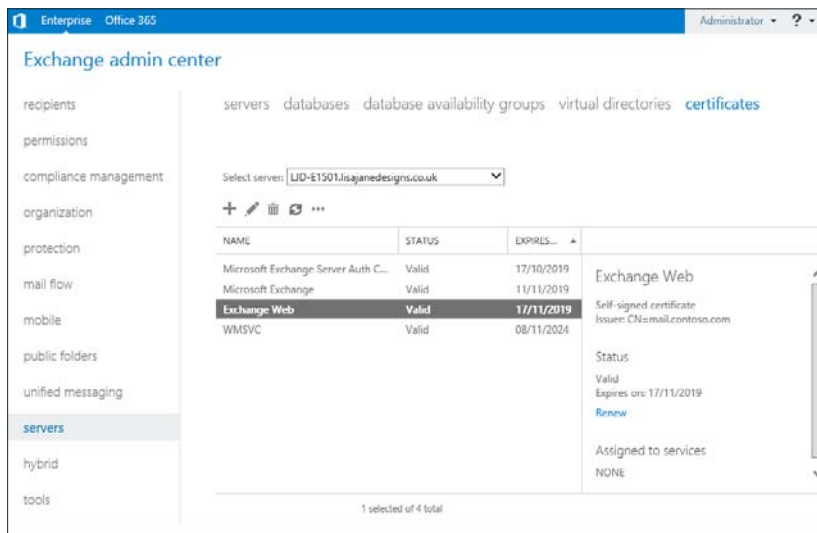 Enterprise Office 365
Administrator ?
Exchange admin center
recipients
permissions
compliance management
organization
protection
mail flow
mobile
public folders
unified messaging
servers
hybrid
tools
servers databases database availability groups virtual directories certificates
Select server: LJD-E1501.lisajanedesigns.co.uk
NAME STATUS EXPIRES...
Microsoft Exchange Server Auth C... Valid 17/10/2019
Microsoft Exchange Valid 11/11/2019
Exchange Web Valid 17/11/2019
WMSVC Valid 08/11/2024
1 selected of 4 total
Exchange Web
Self-signed certificate
Issuer: CN=mail.contoso.com
Status
Valid
Expires on: 17/11/2019
Renew
Assigned to services
NONE